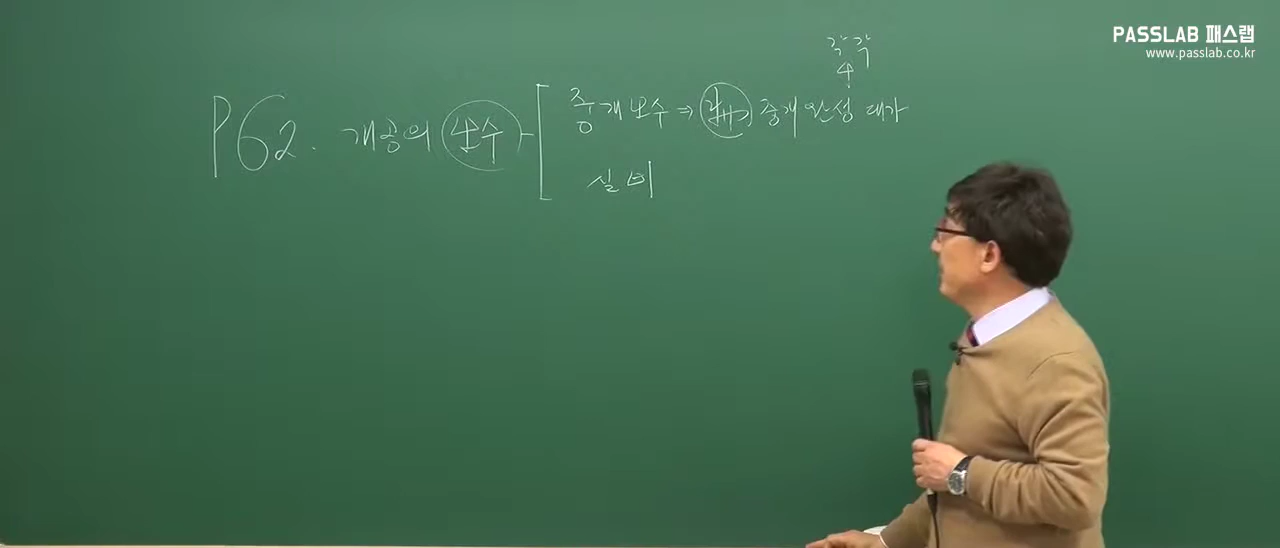 PASSLAB 패스랩
www.passlab.co.kr
각각
P62. 개공의 보수
중개보수 ⇒ 중개완성 대가
실비